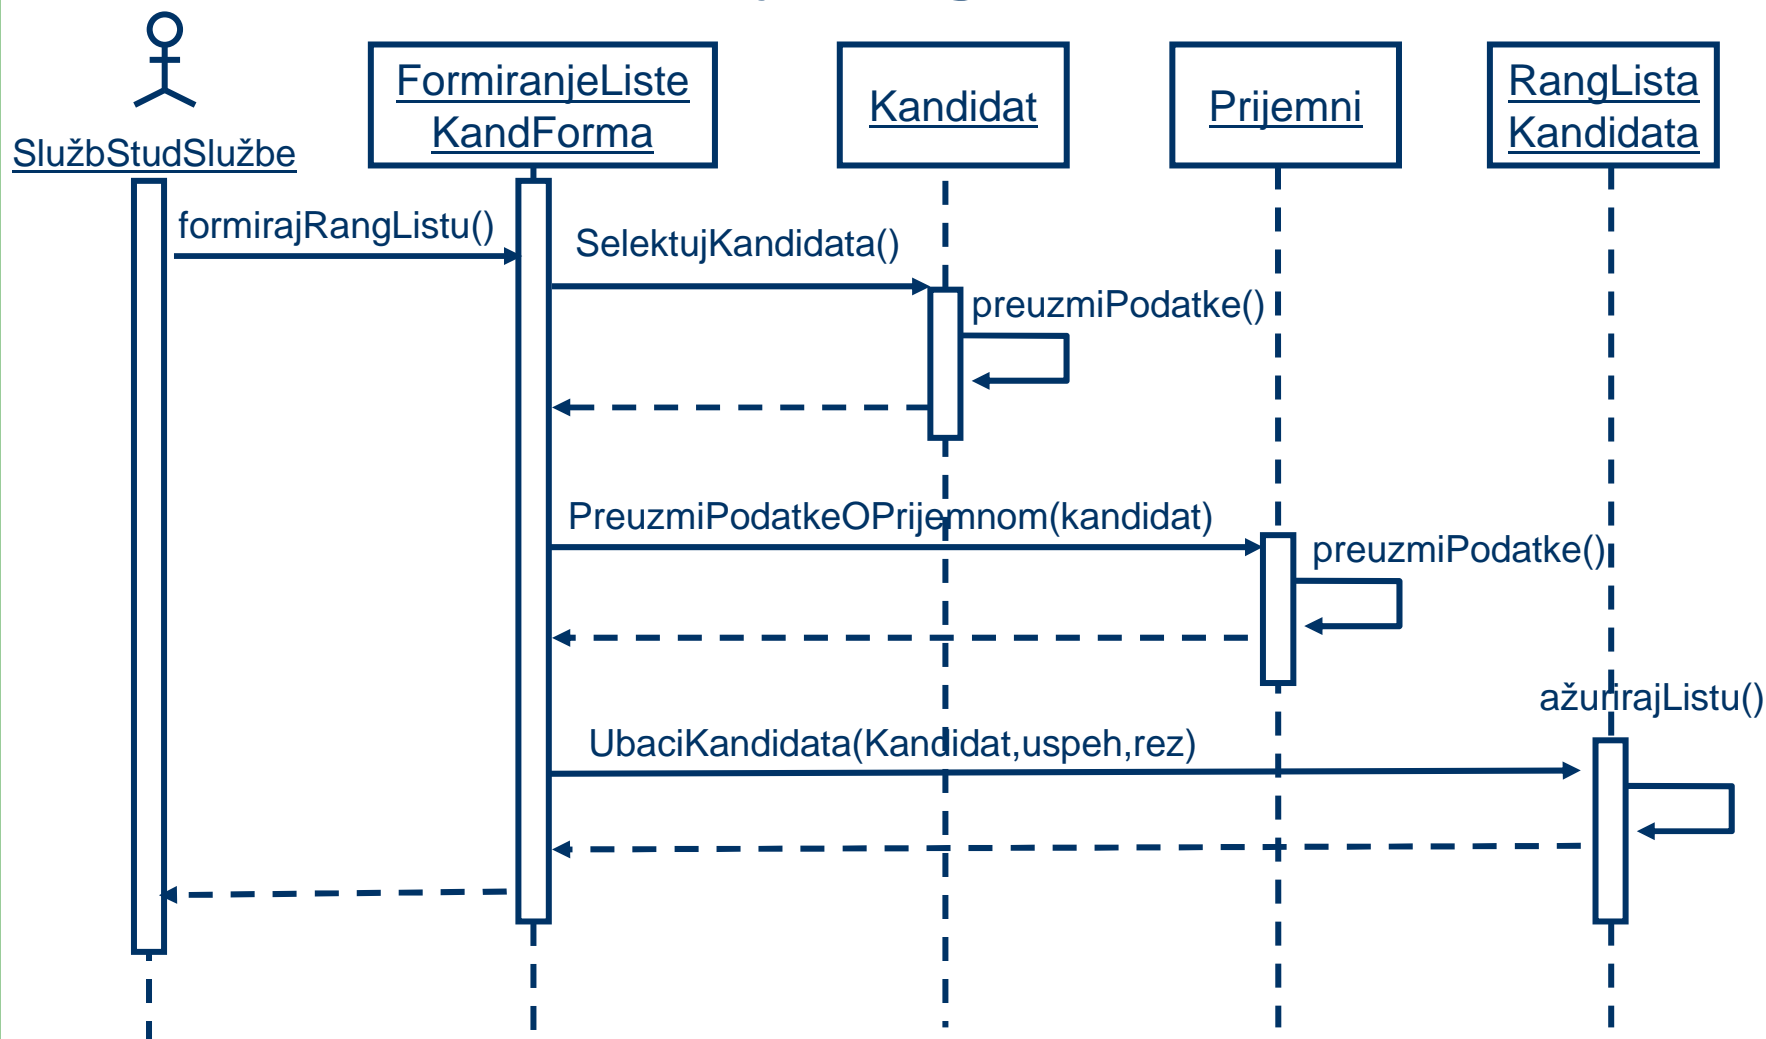 FormiranjeListe
KandForma
Kandidat
Prijemni
RangLista
Kandidata
SlužbStudSlužbe
formirajRangListu()
SelektujKandidata()
preuzmiPodatke()
PreuzmiPodatkeOPrijemnom(kandidat)
preuzmiPodatke()
ažurirajListu()
UbaciKandidata(Kandidat,uspeh,rez)